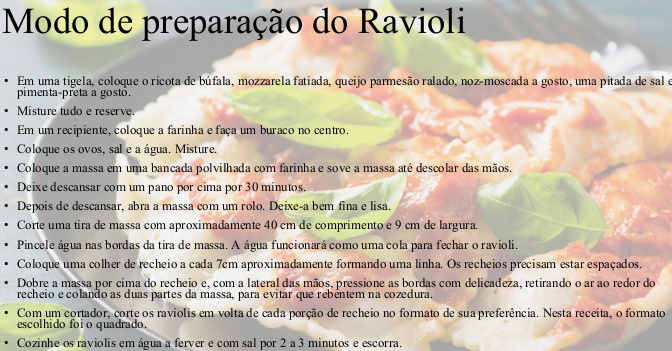 Modo de preparação do Ravioli
• Em uma tigela, coloque o ricota de búfala, mozzarela fatiada, queijo parmesão ralado, noz-moscada a gosto, uma pitada de sal e
pimenta-preta a gosto.
• Misture tudo e reserve.
• Em um recipiente, coloque a farinha e faça um buraco no centro.
• Coloque os ovos, sal e a água. Misture.
• Coloque a massa em uma bancada polvilhada com farinha e sove a massa até descolar das mãos.
• Deixe descansar com um pano por cima por 30 minutos.
• Depois de descansar, abra a massa com um rolo. Deixe-a bem fina e lisa.
• Corte uma tira de massa com aproximadamente 40 cm de comprimento e 9 cm de largura.
• Pincele água nas bordas da tira de massa. A água funcionará como uma cola para fechar o ravioli.
• Coloque uma colher de recheio a cada 7cm aproximadamente formando uma linha. Os recheios precisam estar espaçados.
• Dobre a massa por cima do recheio e, com a lateral das mãos, pressione as bordas com delicadeza, retirando o ar ao redor do
recheio e colando as duas partes da massa, para evitar que rebentem na cozedura.
• Com um cortador, corte os raviolis em volta de cada porção de recheio no formato de sua preferência. Nesta receita, o formato
escolhido foi o quadrado.
• Cozinhe os raviolis em água a ferver e com sal por 2 a 3 minutos e escorra.